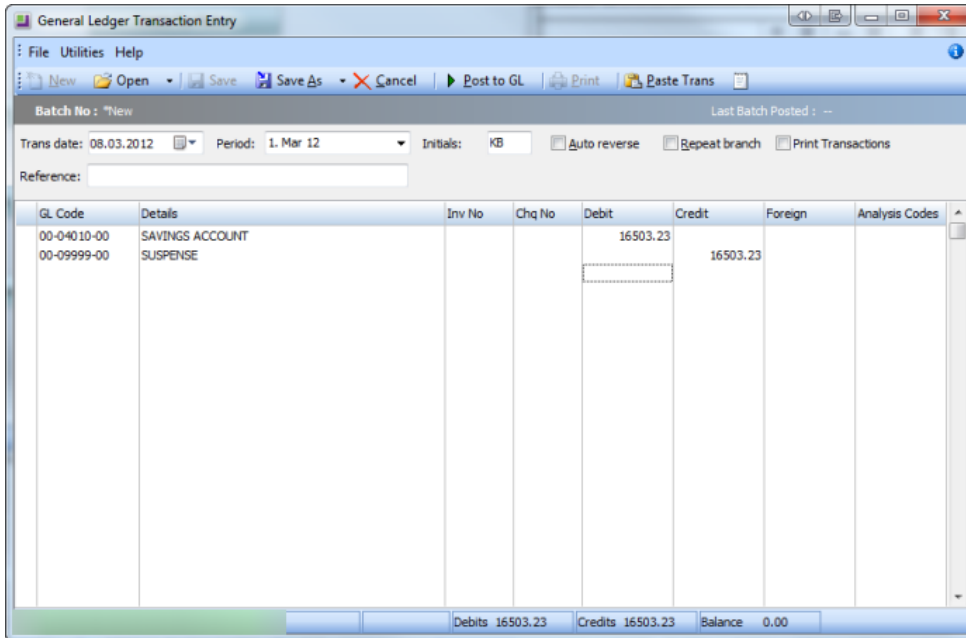 General Ledger Transaction Entry
File Utilities Help
New Open Save Save As Cancel Post to GL Print Paste Trans
Batch No : *New Last Batch Posted : --
Trans date: 08.03.2012 Period: 1. Mar 12 Initials: KB Auto reverse Repeat branch Print Transactions
Reference:
GL Code Details Inv No Chq No Debit Credit Foreign Analysis Codes
00-04010-00 SAVINGS ACCOUNT 16503.23
00-09999-00 SUSPENSE 16503.23
Debits 16503.23 Credits 16503.23 Balance 0.00